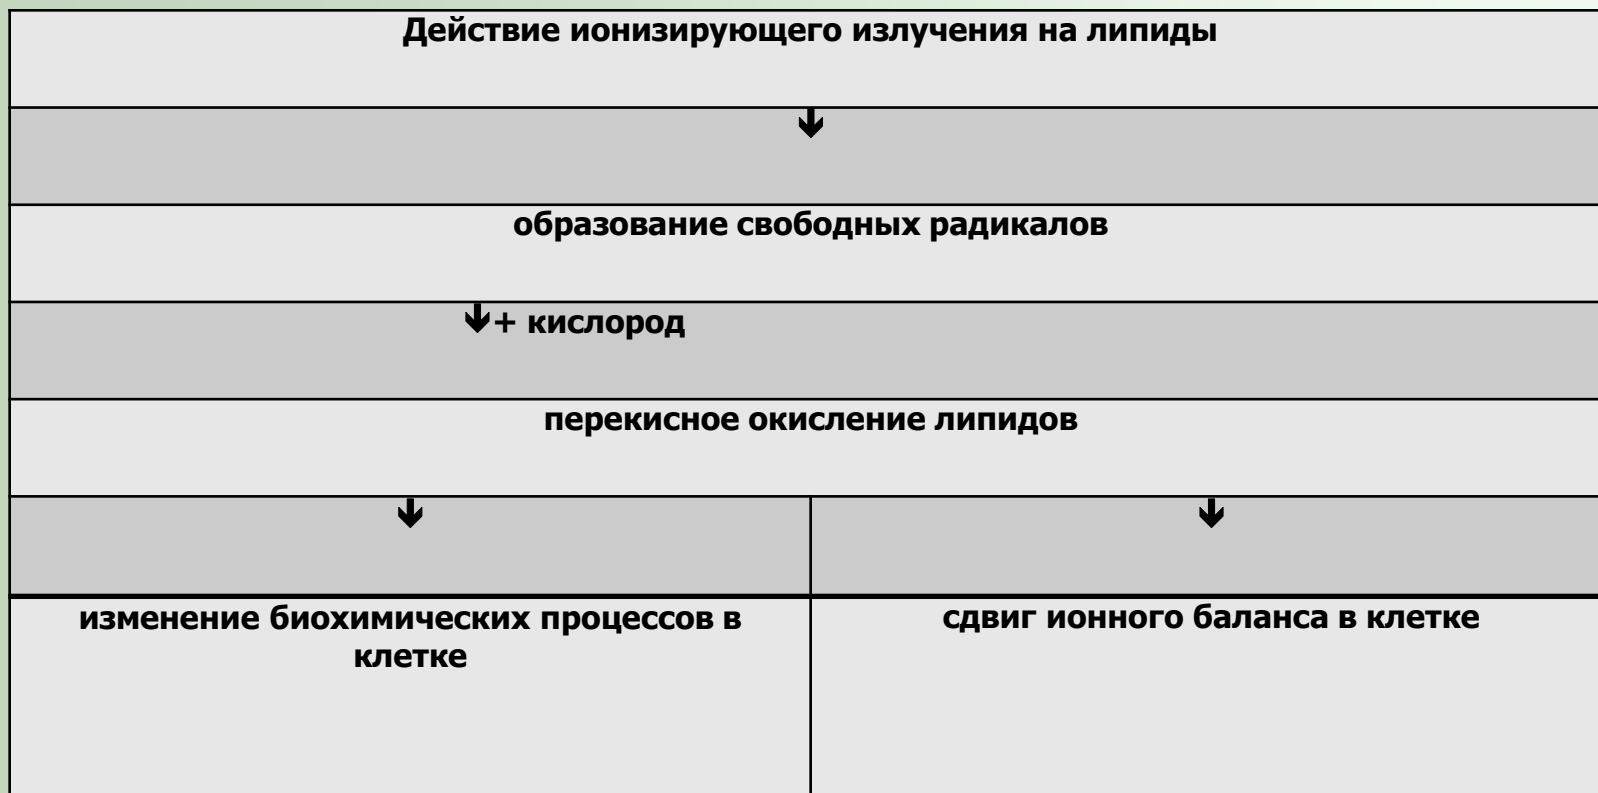 Действие ионизирующего излучения на липиды
🡻
образование свободных радикалов
🡻+ кислород
перекисное окисление липидов
🡻 🡻
изменение биохимических процессов в
клетке
сдвиг ионного баланса в клетке